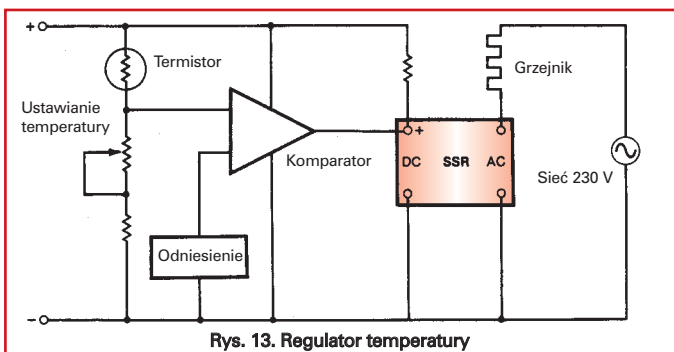 +
Termistor
Grzejnik
Ustawianie
temperatury
+
Komparator
DC SSR AC
Sieć 230 V
Odniesienie
-
Rys. 13. Regulator temperatury